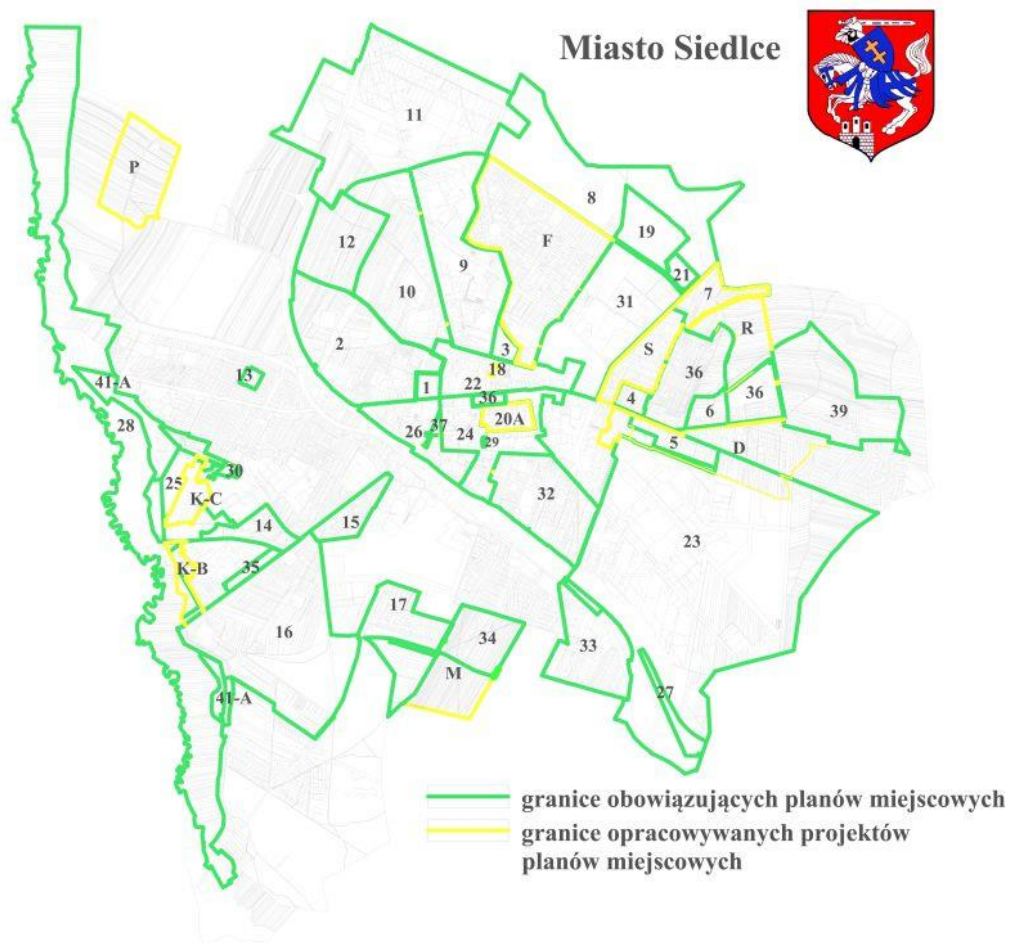 Miasto Siedlce
11
P
8
19
12
F
9
21
10
31
7
R
2
3
S
18
36
13
22
41-A
1
36
36
4
6
39
28
26
37
24
20A
29
5
D
30
25
32
K-C
15
14
23
K-B
35
17
16
34
33
M
27
41-A
granice obowiązujących planów miejscowych
granice opracowywanych projektów
planów miejscowych